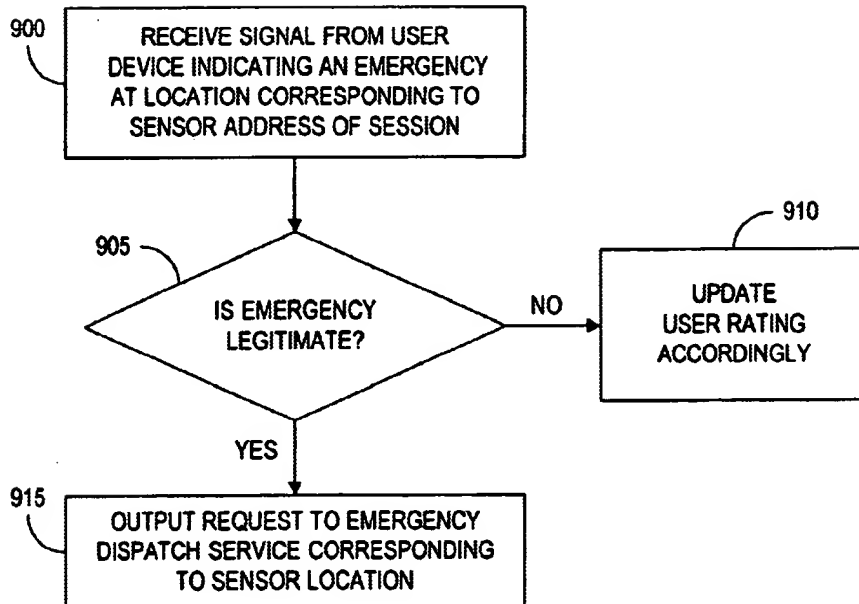 900
RECEIVE SIGNAL FROM USER
DEVICE INDICATING AN EMERGENCY
AT LOCATION CORRESPONDING TO
SENSOR ADDRESS OF SESSION
905
IS EMERGENCY
LEGITIMATE?
NO
910
UPDATE
USER RATING
ACCORDINGLY
YES
915
OUTPUT REQUEST TO EMERGENCY
DISPATCH SERVICE CORRESPONDING
TO SENSOR LOCATION